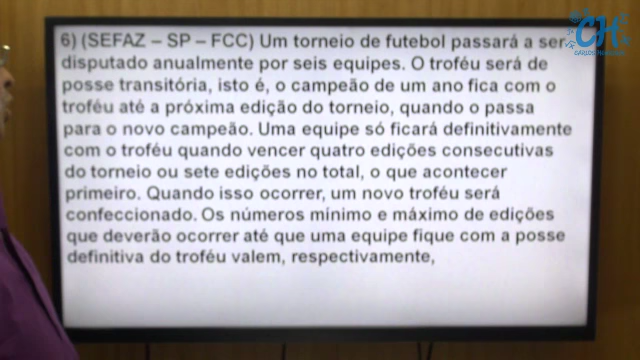 CH
6) (SEFAZ – SP – FCC) Um torneio de futebol passará a ser
disputado anualmente por seis equipes. O troféu será de
posse transitória, isto é, o campeão de um ano fica com o
troféu até a próxima edição do torneio, quando o passa
para o novo campeão. Uma equipe só ficará definitivamente
com o troféu quando vencer quatro edições consecutivas
do torneio ou sete edições no total, o que acontecer
primeiro. Quando isso ocorrer, um novo troféu será
confeccionado. Os números mínimo e máximo de edições
que deverão ocorrer até que uma equipe fique com a posse
definitiva do troféu valem, respectivamente,